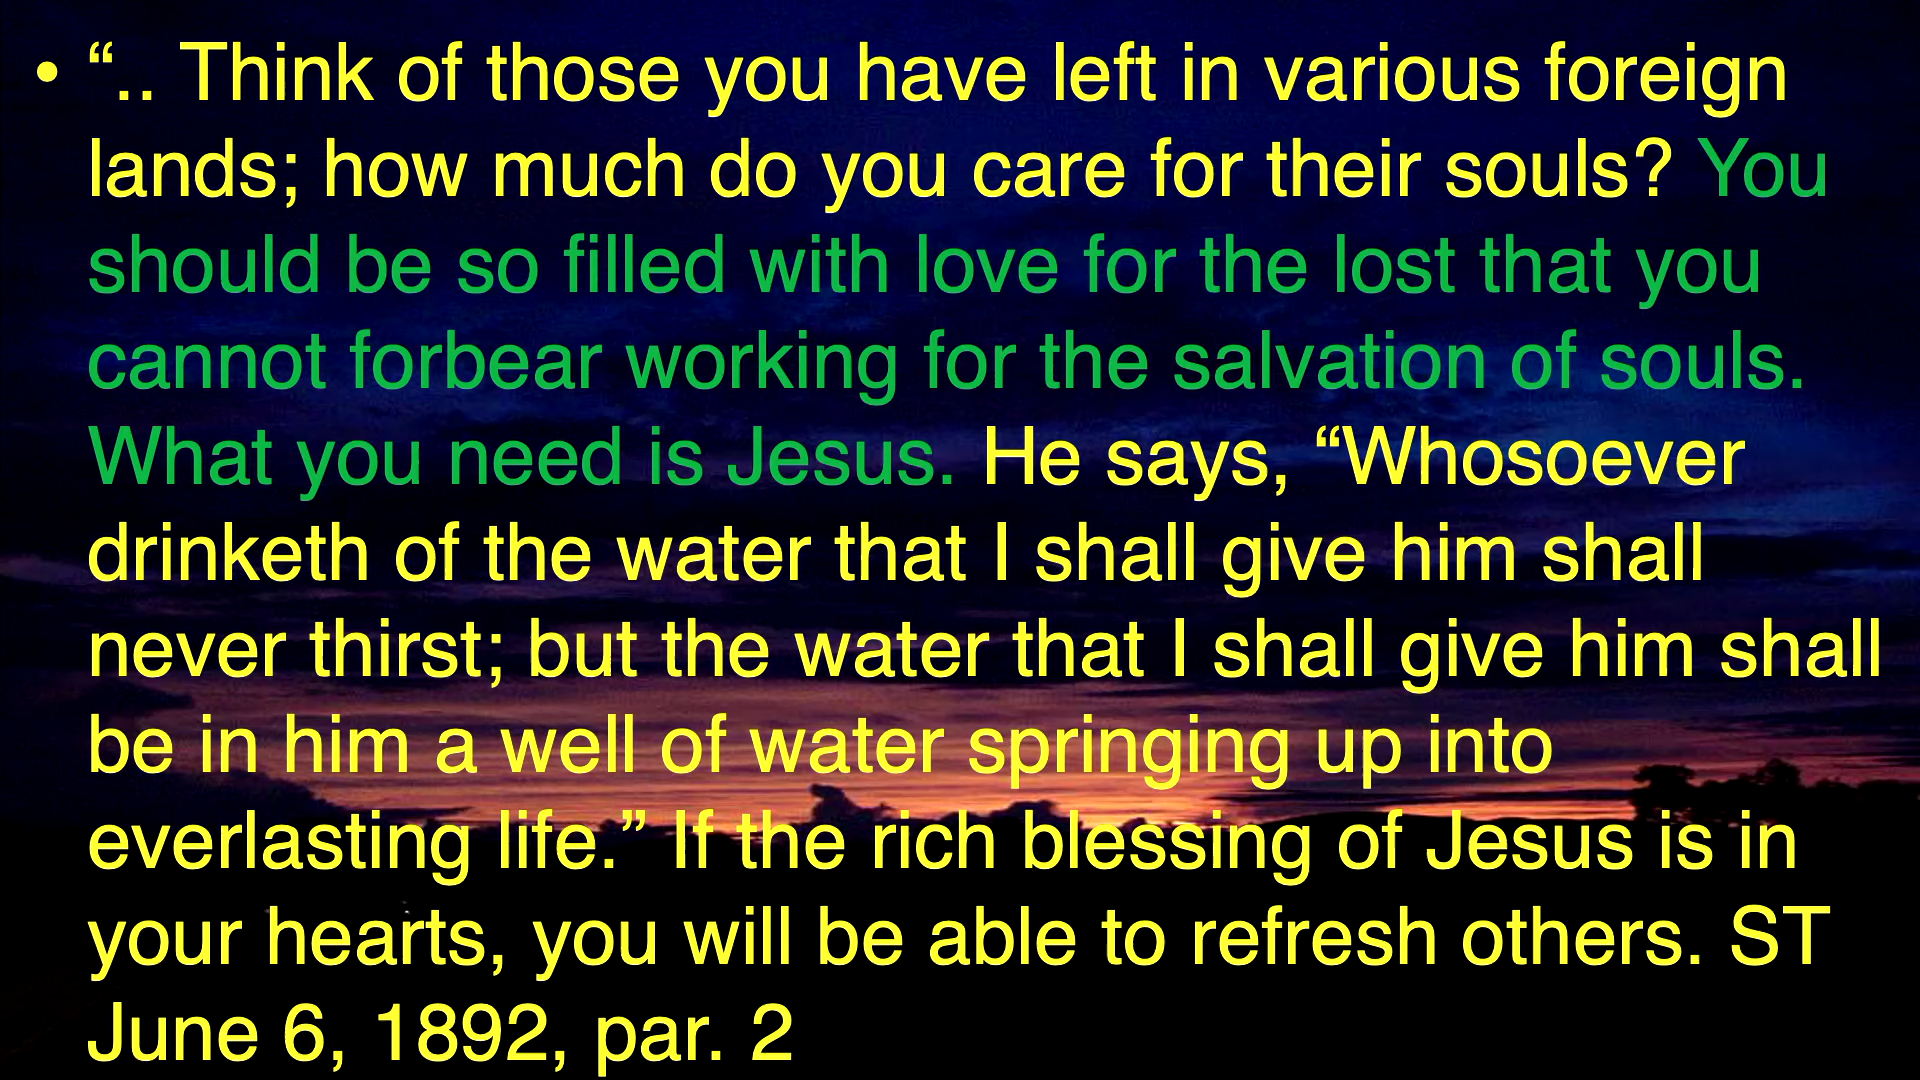 • “.. Think of those you have left in various foreign
lands; how much do you care for their souls? You
should be so filled with love for the lost that you
cannot forbear working for the salvation of souls.
What you need is Jesus. He says, “Whosoever
drinketh of the water that I shall give him shall
never thirst; but the water that I shall give him shall
be in him a well of water springing up into
everlasting life.” If the rich blessing of Jesus is in
your hearts, you will be able to refresh others. ST
June 6, 1892, par. 2